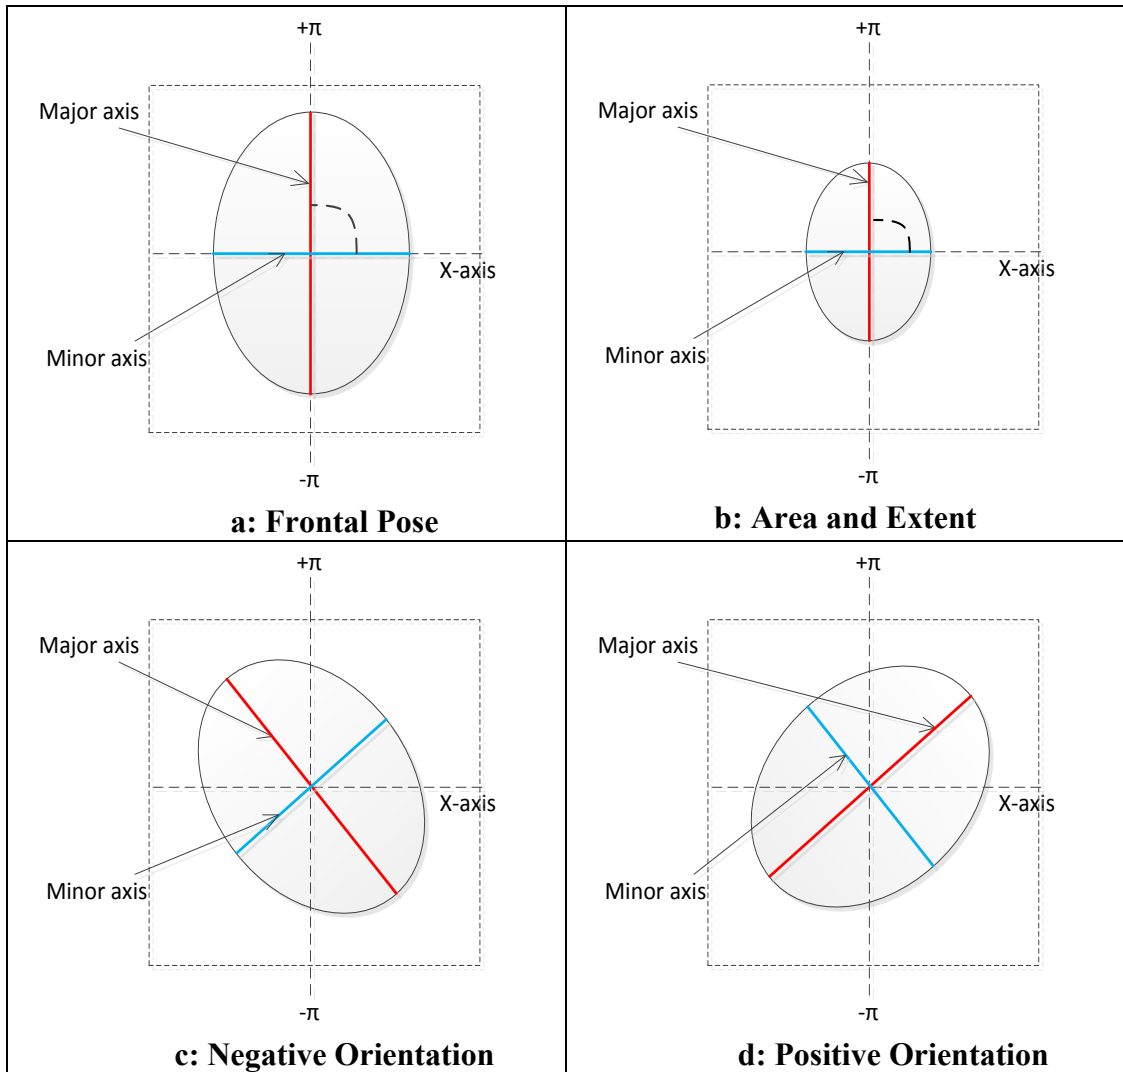 +π
Major axis
X-axis
Minor axis
-π
a: Frontal Pose
+π
Major axis
X-axis
Minor axis
-π
b: Area and Extent
+π
Major axis
X-axis
Minor axis
-π
c: Negative Orientation
+π
Major axis
X-axis
Minor axis
-π
d: Positive Orientation